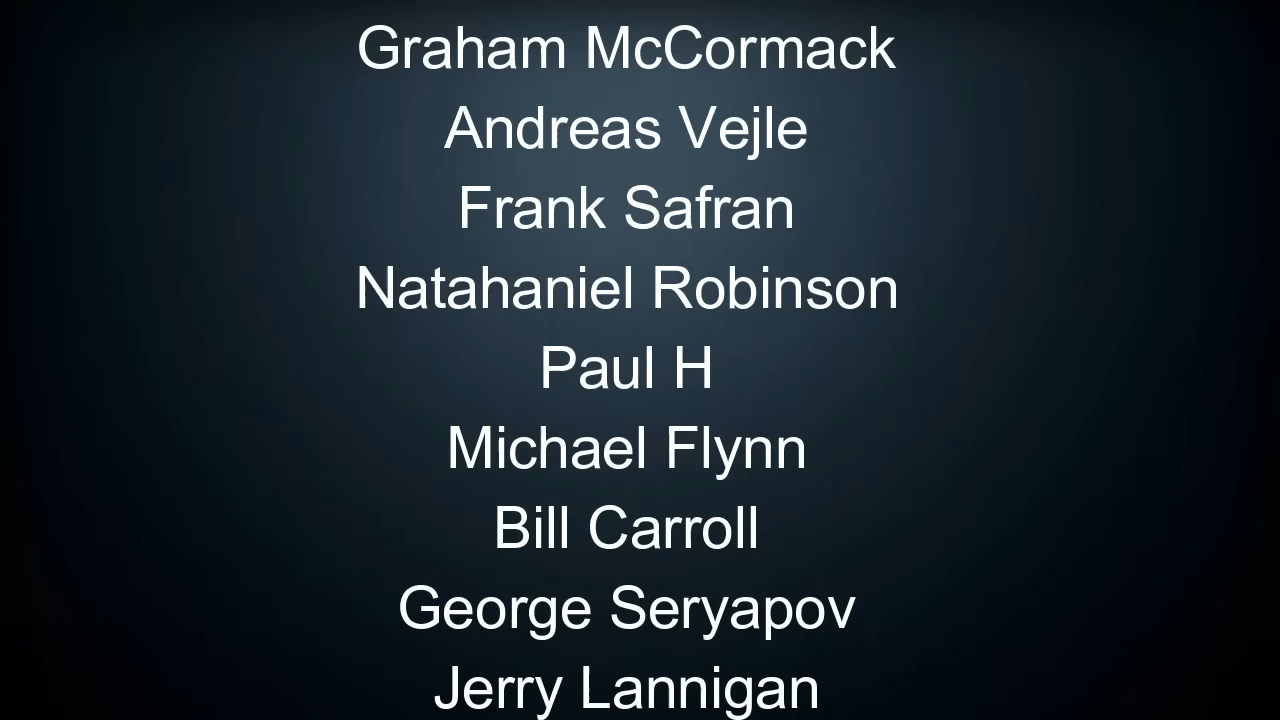 Graham McCormack
Andreas Vejle
Frank Safran
Natahaniel Robinson
Paul H
Michael Flynn
Bill Carroll
George Seryapov
Jerry Lannigan